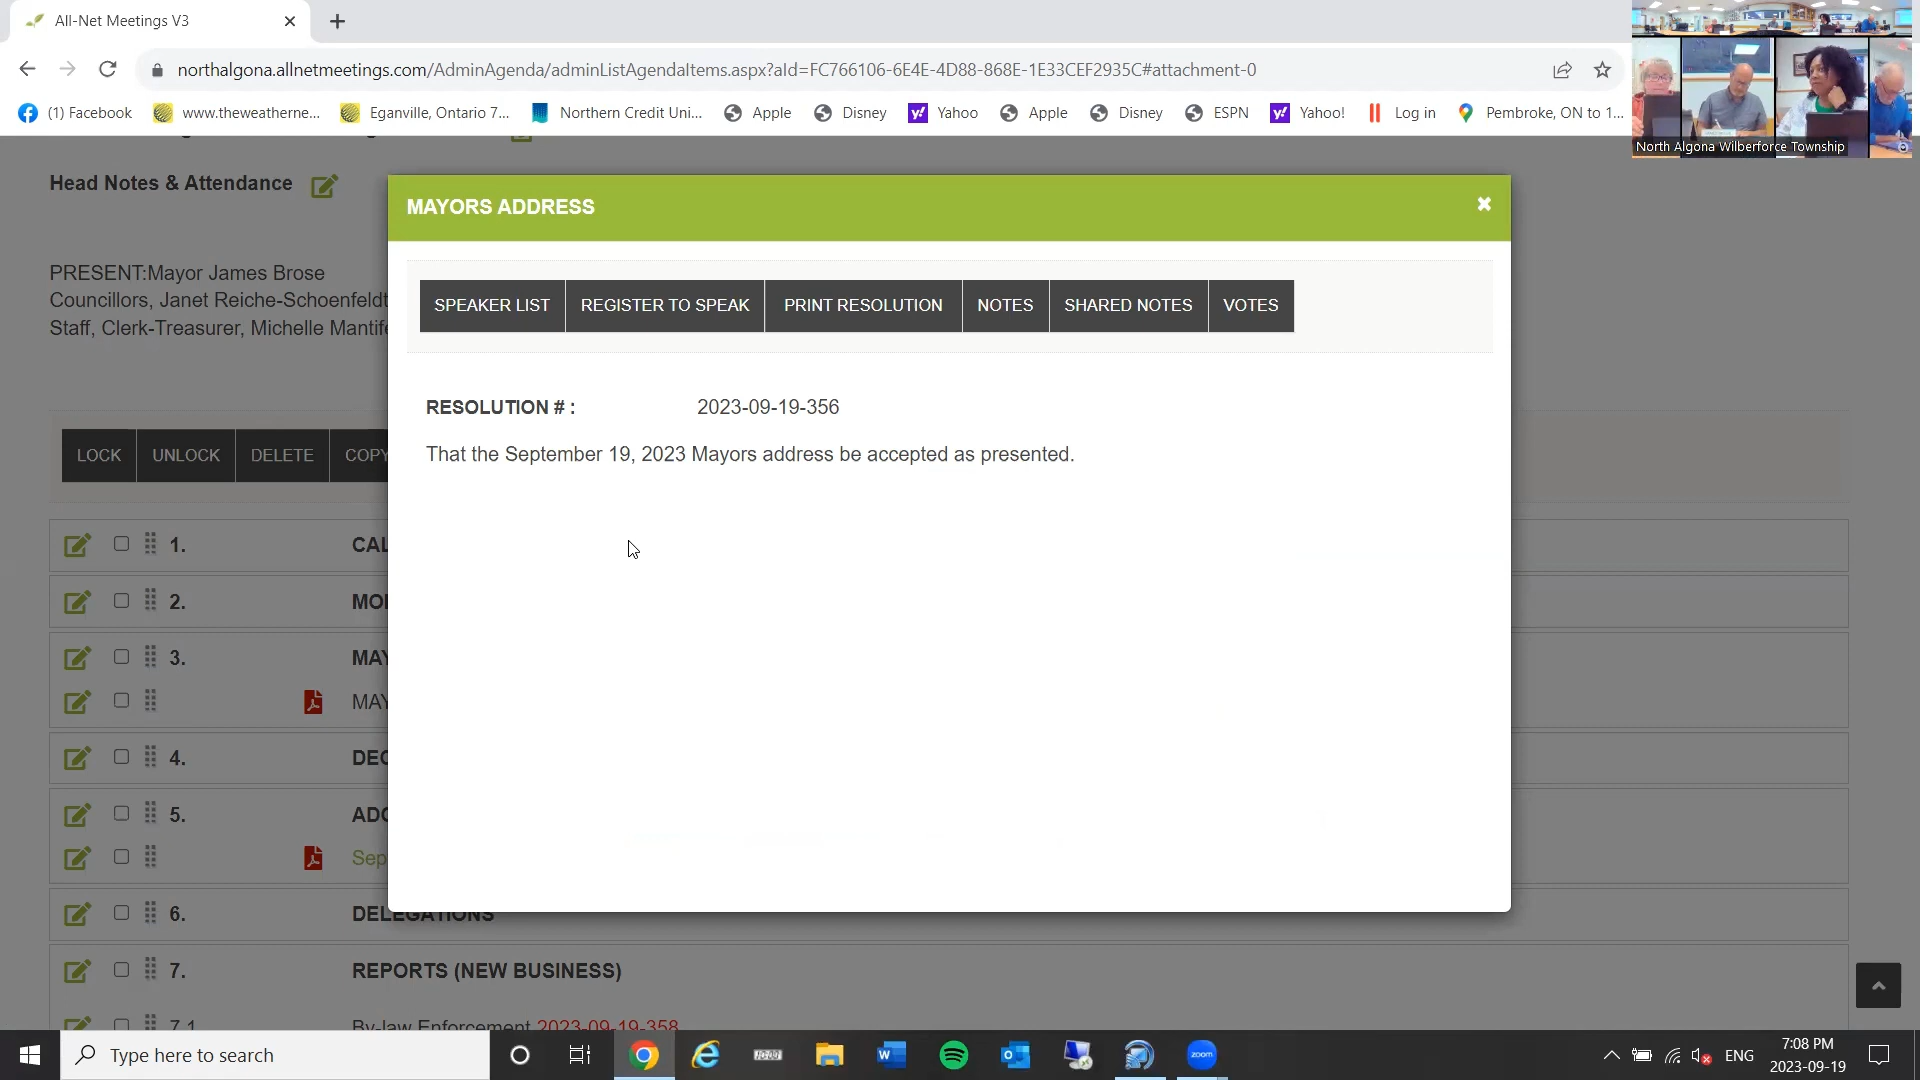 All-Net Meetings V3
northalgona.allnetmeetings.com/AdminAgenda/adminListAgendaItems.aspx?aId=FC766106-6E4E-4D88-868E-1E33CEF2935C#attachment-0
(1) Facebook
www.theweatherne...
Eganville, Ontario 7...
Northern Credit Uni...
Apple
Disney
Yahoo
Apple
Disney
ESPN
Yahoo!
Log in
Pembroke, ON to 1...
North Algona Wilberforce Township
Head Notes & Attendance
PRESENT:Mayor James Brose
Councillors, Janet Reiche-Schoenfeldt
Staff, Clerk-Treasurer, Michelle Mantife
MAYORS ADDRESS
SPEAKER LIST
REGISTER TO SPEAK
PRINT RESOLUTION
NOTES
SHARED NOTES
VOTES
RESOLUTION # : 2023-09-19-356
That the September 19, 2023 Mayors address be accepted as presented.
LOCK
UNLOCK
DELETE
COPY
1. CAL
2. MO
3. MAY
MAY
4. DEC
5. ADO
Sep
6. DELEGATIONS
7. REPORTS (NEW BUSINESS)
7.1 By-law Enforcement 2023-09-19-358
Type here to search
zoom
ENG
7:08 PM
2023-09-19